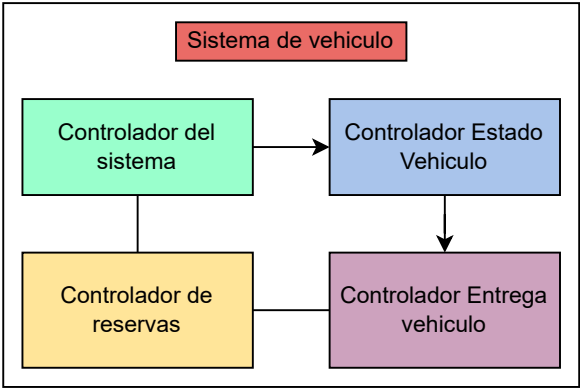 Sistema de vehiculo
Controlador del
sistema
Controlador Estado
Vehiculo
Controlador de
reservas
Controlador Entrega
vehiculo